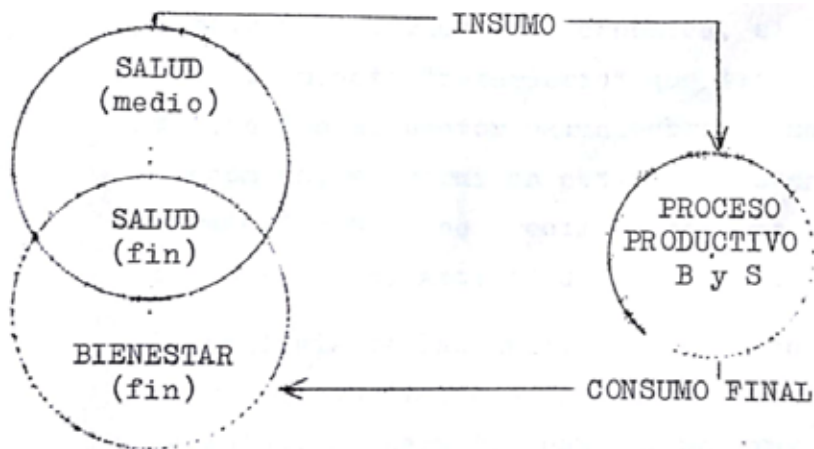 INSUMO
SALUD
(medio)
SALUD
(fin)
PROCESO
PRODUCTIVO
B y S
BIENESTAR
(fin)
CONSUMO FINAL